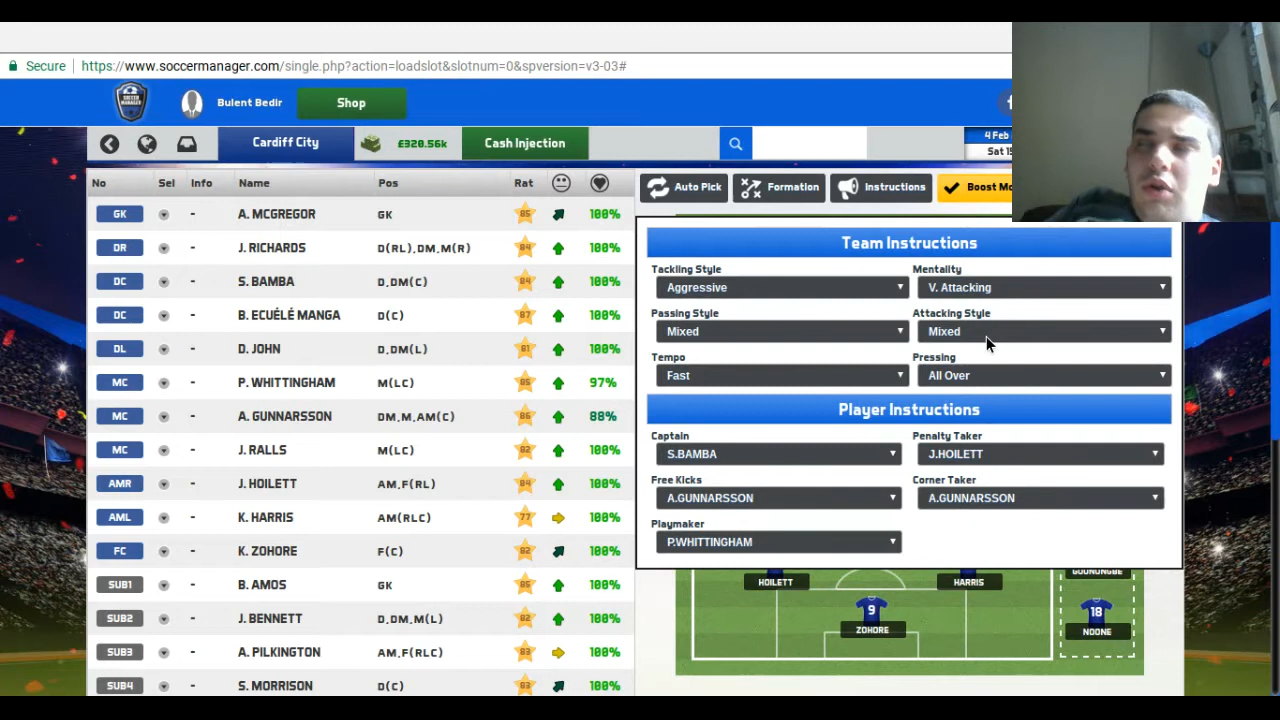 Secure https://www.soccermanager.com/single.php?action=loadslot&slotnum=0&spversion=v3-03#
SOCCER MANAGER
Bulent Bedir
Shop
Cardiff City
£320.56k
Cash Injection
4 Feb
Sat 15
No Sel Info Name Pos Rat
Auto Pick
Formation
Instructions
Boost Mo
GK - A. MCGREGOR GK 85 100%
DR - J. RICHARDS D(RL),DM,M(R) 84 100%
DC - S. BAMBA D,DM(C) 84 100%
DC - B. ECUÉLÉ MANGA D(C) 87 100%
DL - D. JOHN D,DM(L) 81 100%
MC - P. WHITTINGHAM M(LC) 85 97%
MC - A. GUNNARSSON DM,M,AM(C) 86 88%
MC - J. RALLS M(LC) 82 100%
AMR - J. HOILETT AM,F(RL) 84 100%
AML - K. HARRIS AM(RLC) 77 100%
FC - K. ZOHORE F(C) 82 100%
SUB1 - B. AMOS GK 85 100%
SUB2 - J. BENNETT D,DM,M(L) 82 100%
SUB3 - A. PILKINGTON AM,F(RLC) 83 100%
SUB4 - S. MORRISON D(C) 83 100%
Team Instructions
Tackling Style Mentality
Aggressive V. Attacking
Passing Style Attacking Style
Mixed Mixed
Tempo Pressing
Fast All Over
Player Instructions
Captain Penalty Taker
S.BAMBA J.HOILETT
Free Kicks Corner Taker
A.GUNNARSSON A.GUNNARSSON
Playmaker
P.WHITTINGHAM
HOILETT HARRIS
9
ZOHORE
18
NOONE